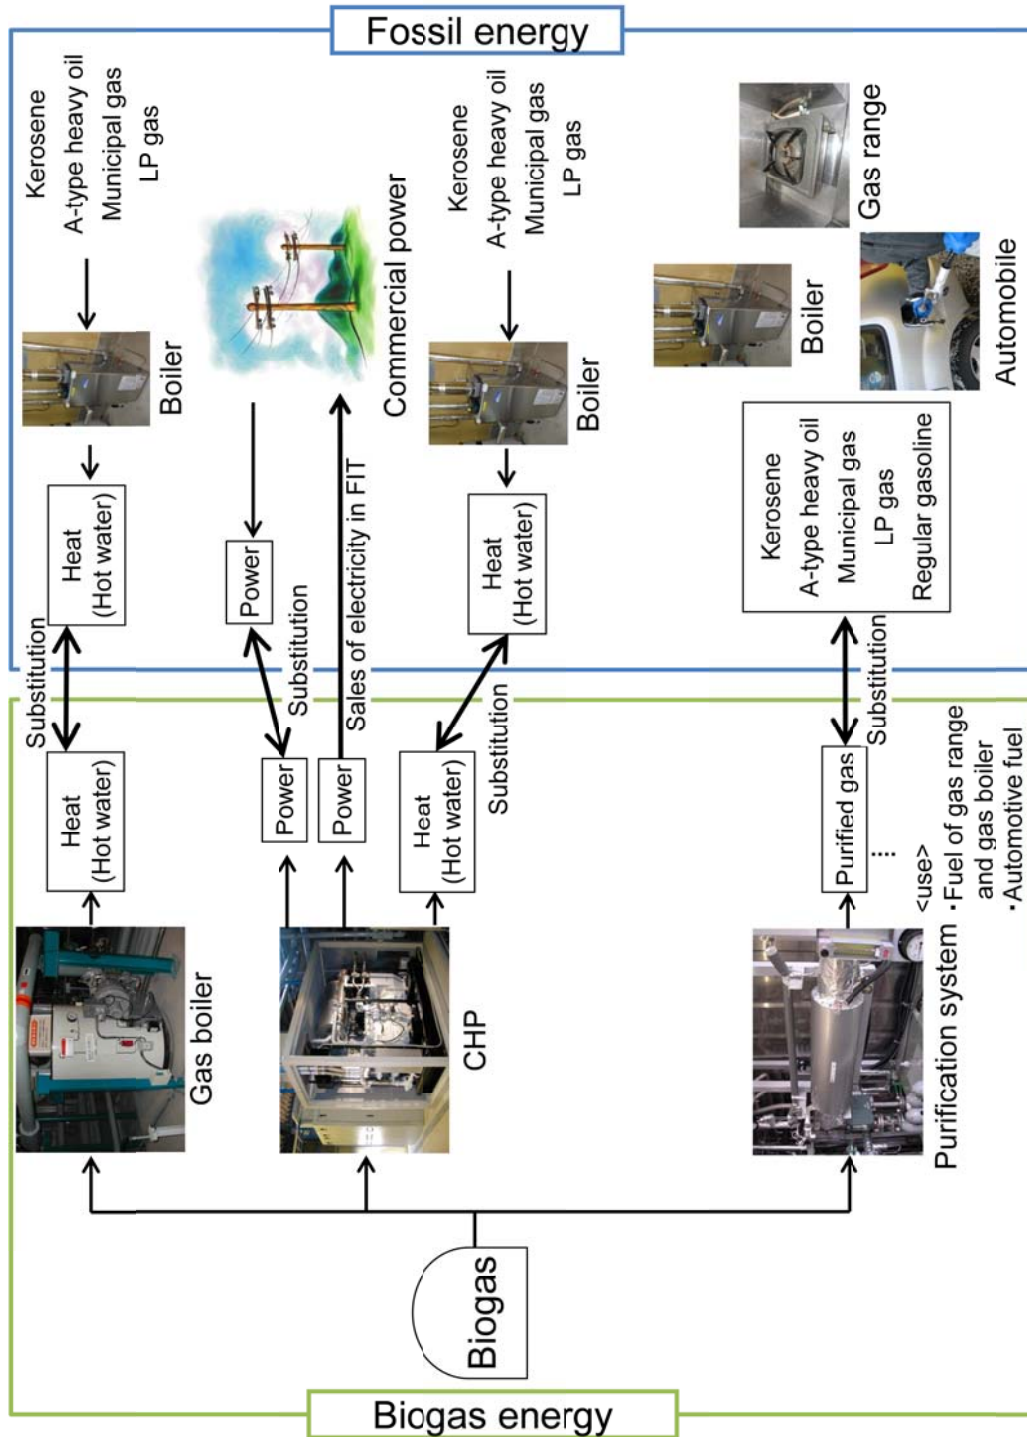 Fossil energy
Kerosene
A-type heavy oil
Municipal gas
LP gas
Boiler
Heat
(Hot water)
Substitution
Heat
(Hot water)
Gas boiler
Commercial power
Power
Substitution
Power
Sales of electricity in FIT
Power
Kerosene
A-type heavy oil
Municipal gas
LP gas
Boiler
Heat
(Hot water)
Substitution
Heat
(Hot water)
CHP
Gas range
Boiler
Automobile
Kerosene
A-type heavy oil
Municipal gas
LP gas
Regular gasoline
Substitution
Purified gas
<use>
・Fuel of gas range
and gas boiler
・Automotive fuel
Purification system
Biogas
Biogas energy